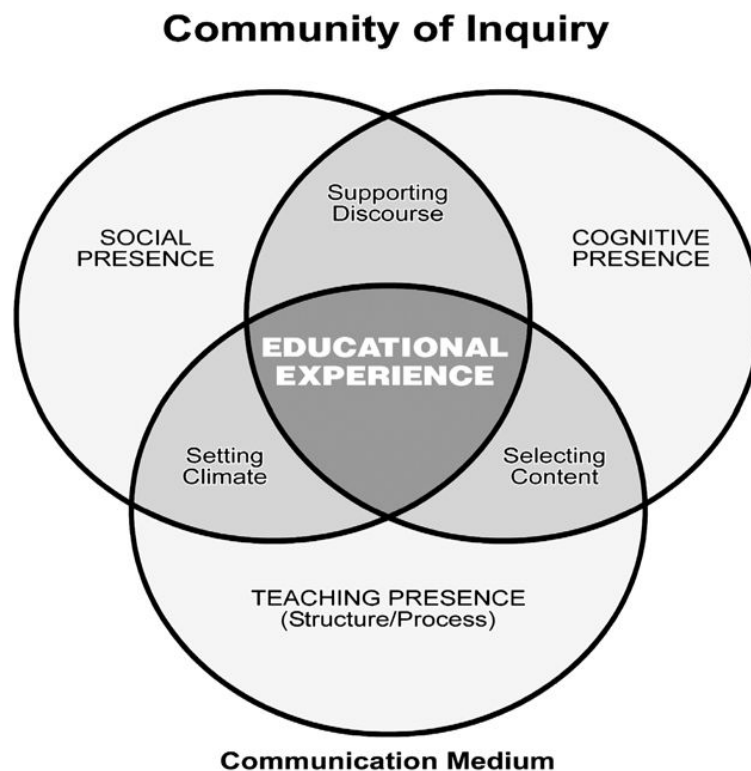 Community of Inquiry
Supporting
Discourse
SOCIAL
PRESENCE
COGNITIVE
PRESENCE
EDUCATIONAL
EXPERIENCE
Setting
Climate
Selecting
Content
TEACHING PRESENCE
(Structure/Process)
Communication Medium